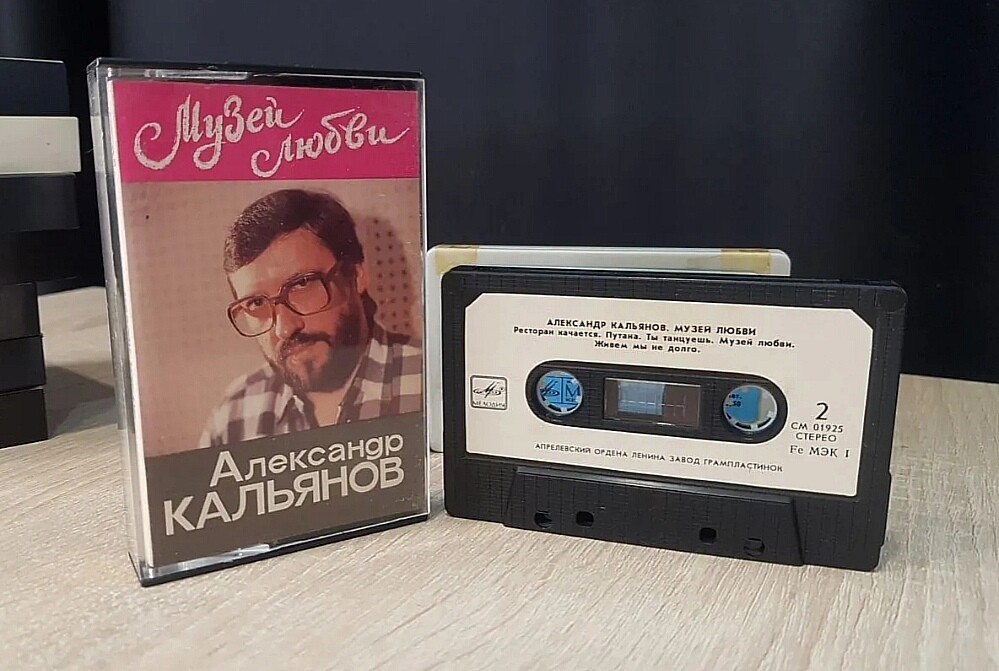 Музей
любви
Александр
КАЛЬЯНОВ
АЛЕКСАНДР КАЛЬЯНОВ. МУЗЕЙ ЛЮБВИ
Ресторан качается. Путана. Ты танцуешь. Музей любви.
Живем мы не долго.
МЕЛОДИЯ
2
СМ 01925
СТЕРЕО
Fe МЭК I
АПРЕЛЕВСКИЙ ОРДЕНА ЛЕНИНА ЗАВОД ГРАМПЛАСТИНОК